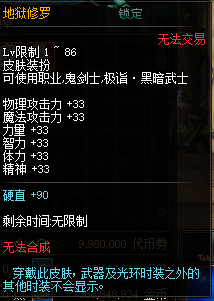 地狱修罗 锁定
无法交易
Lv限制 1 ~ 86
皮肤装扮
可使用职业,鬼剑士,极诣·黑暗武士
物理攻击力 +33
魔法攻击力 +33
力量 +33
智力 +33
体力 +33
精神 +33
硬直 +90
剩余时间:无限制
9,980,000 代币券
无法合成
穿戴此皮肤,武器及光环时装之外的
其他时装不会显示。